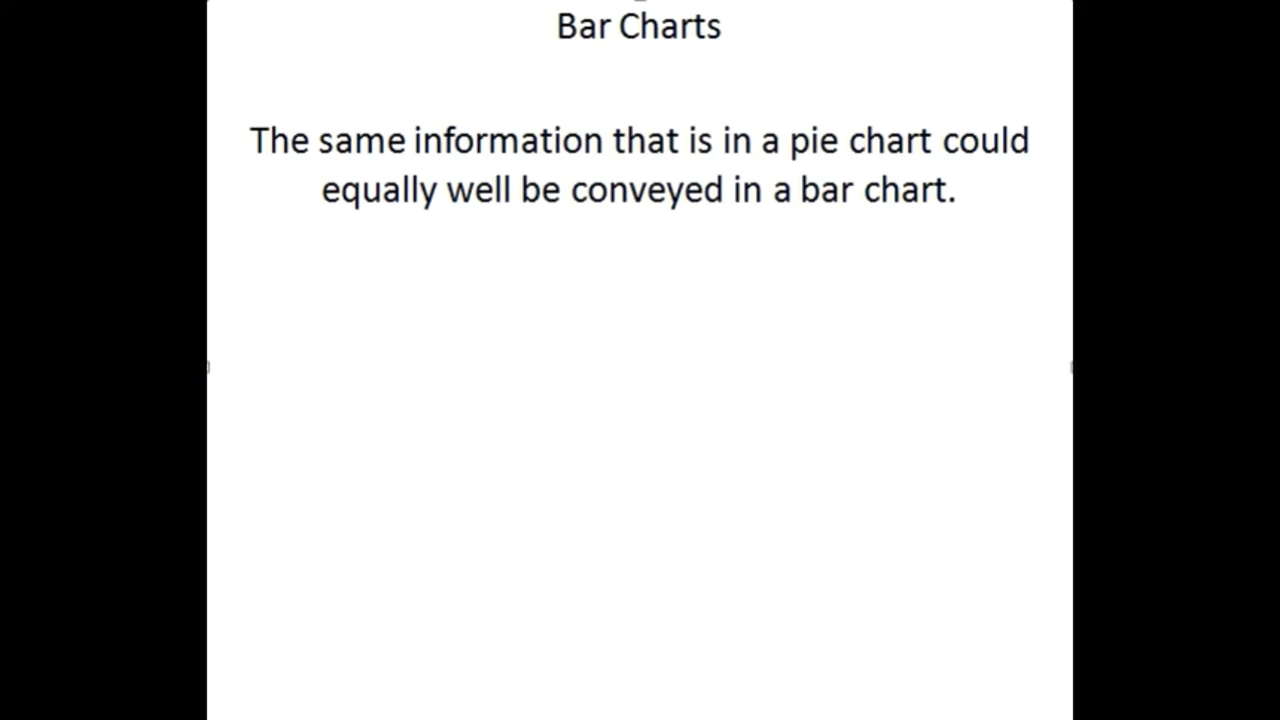 Bar Charts
The same information that is in a pie chart could
equally well be conveyed in a bar chart.